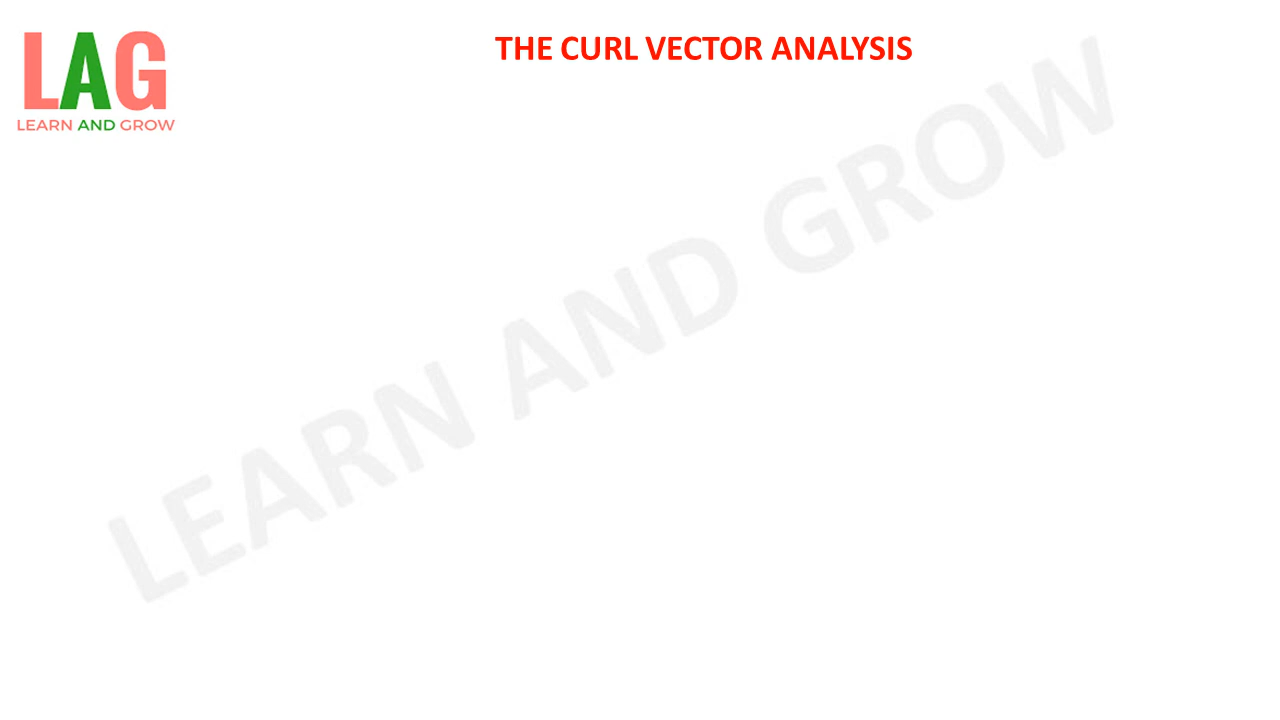 THE CURL VECTOR ANALYSIS
LAG
LEARN AND GROW
LEARN AND GROW